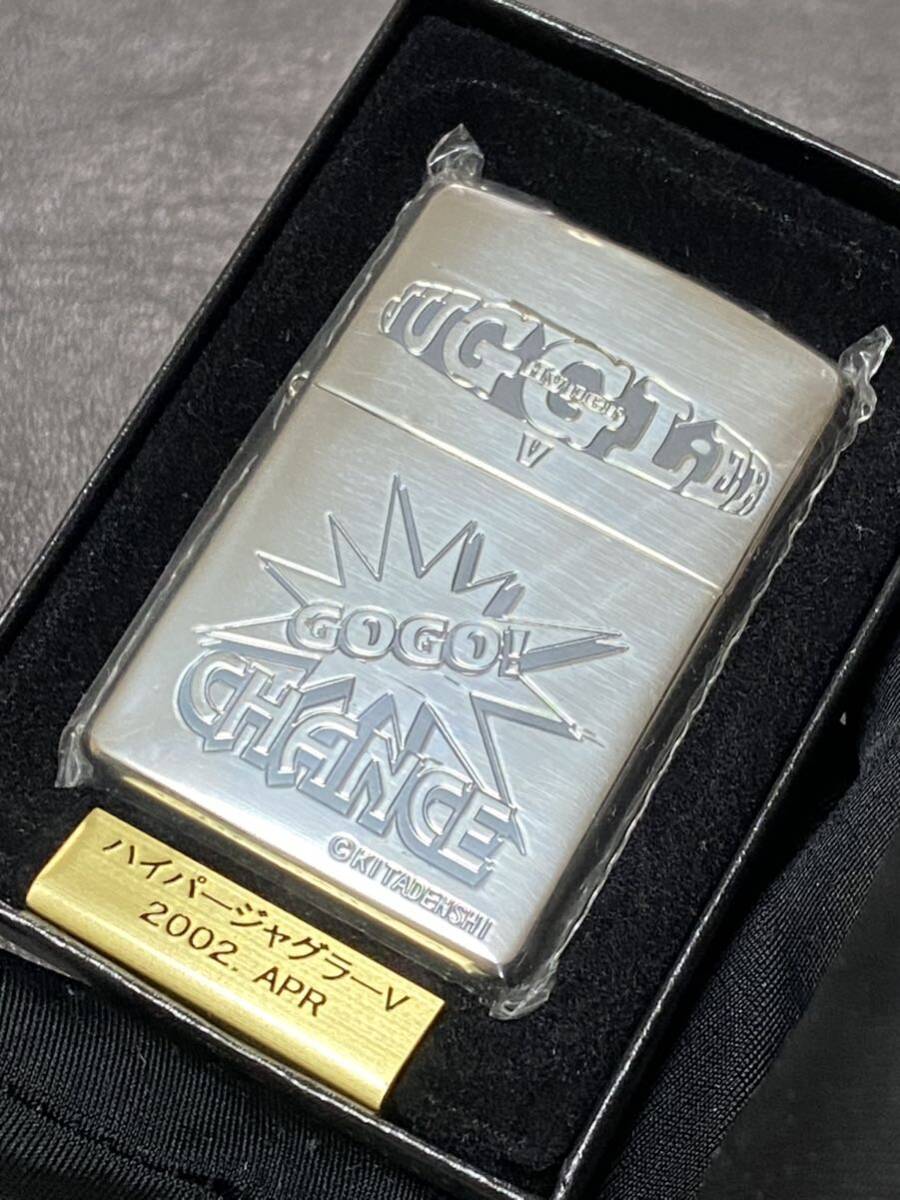 JUGGLER
Hyper
V
GOGO!
CHANCE
©KITADENSHI
ハイパージャグラーV
2002. APR